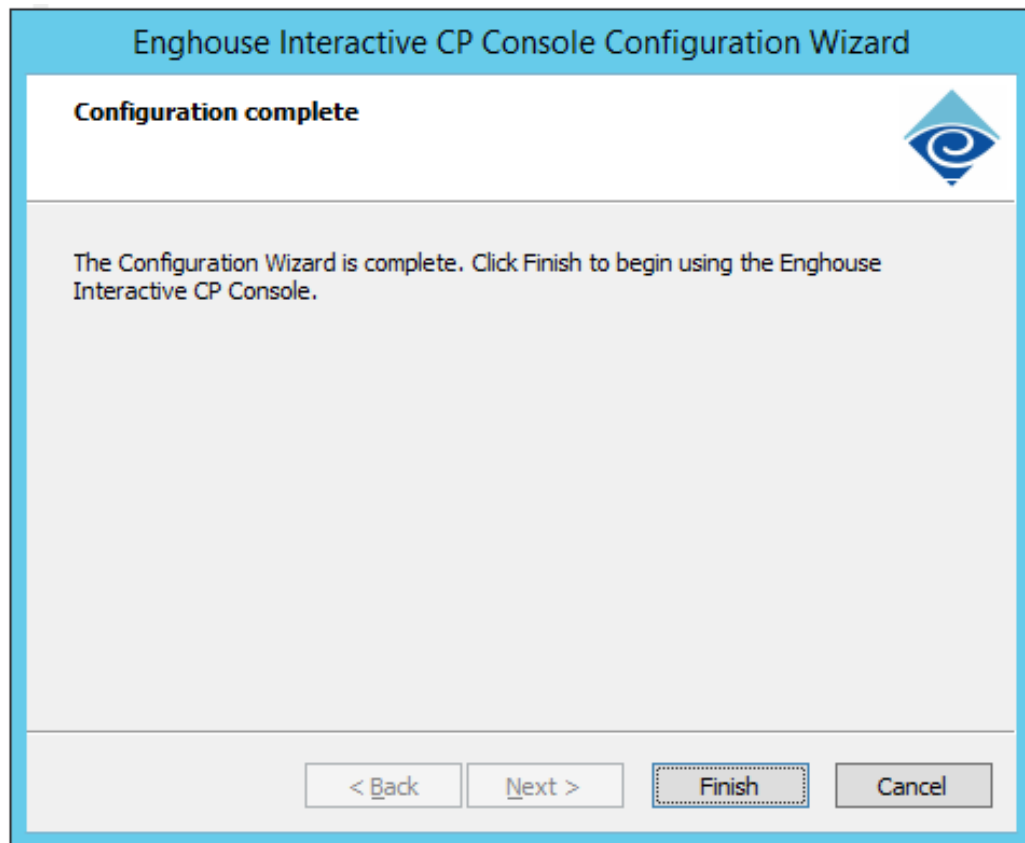 Enghouse Interactive CP Console Configuration Wizard
Configuration complete
The Configuration Wizard is complete. Click Finish to begin using the Enghouse
Interactive CP Console.
< Back
Next >
Finish
Cancel